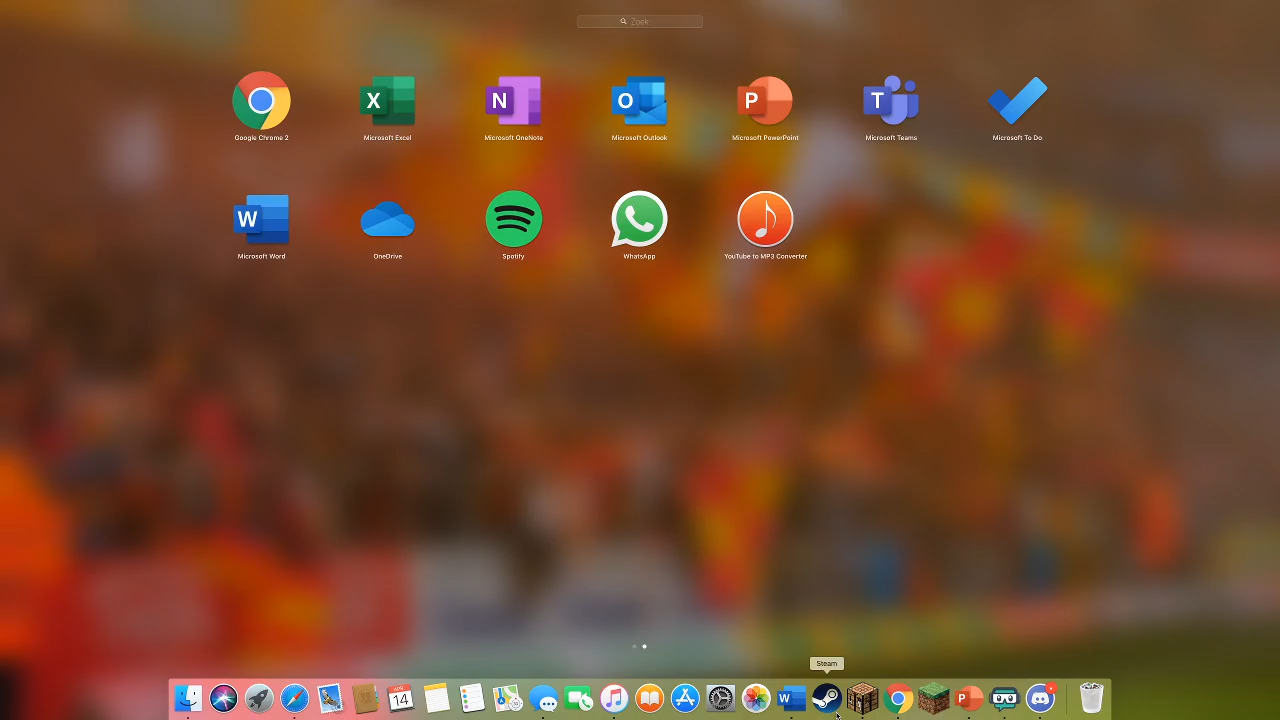 Zoek
Google Chrome 2
Microsoft Excel
Microsoft OneNote
Microsoft Outlook
Microsoft PowerPoint
Microsoft Teams
Microsoft To Do
Microsoft Word
OneDrive
Spotify
WhatsApp
YouTube to MP3 Converter
Steam
14